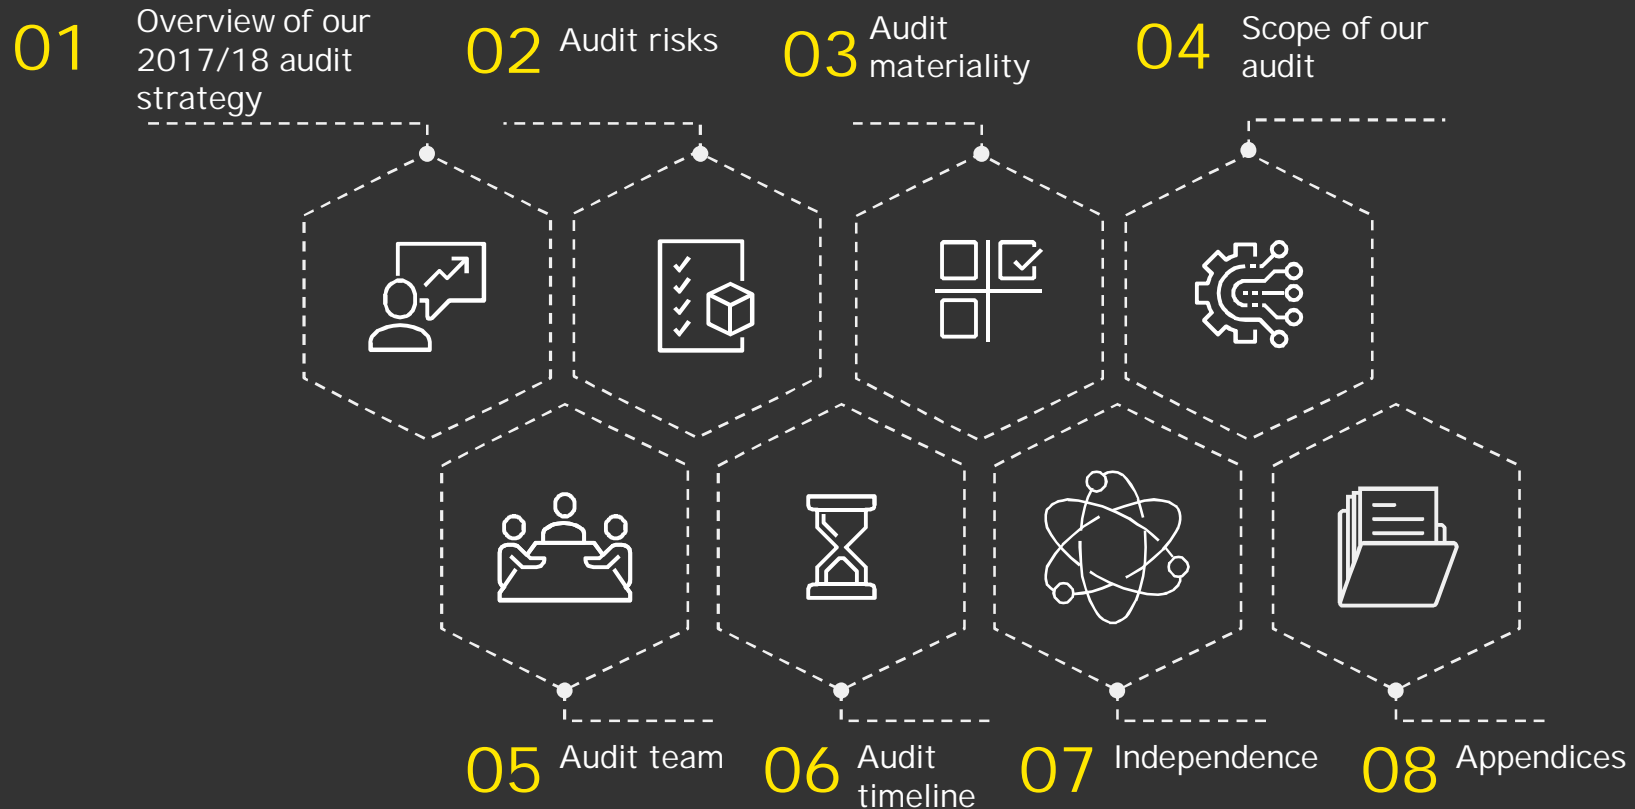 01
Overview of our
2017/18 audit
strategy
02
Audit risks
03
Audit
materiality
04
Scope of our
audit
05
Audit team
06
Audit
timeline
07
Independence
08
Appendices